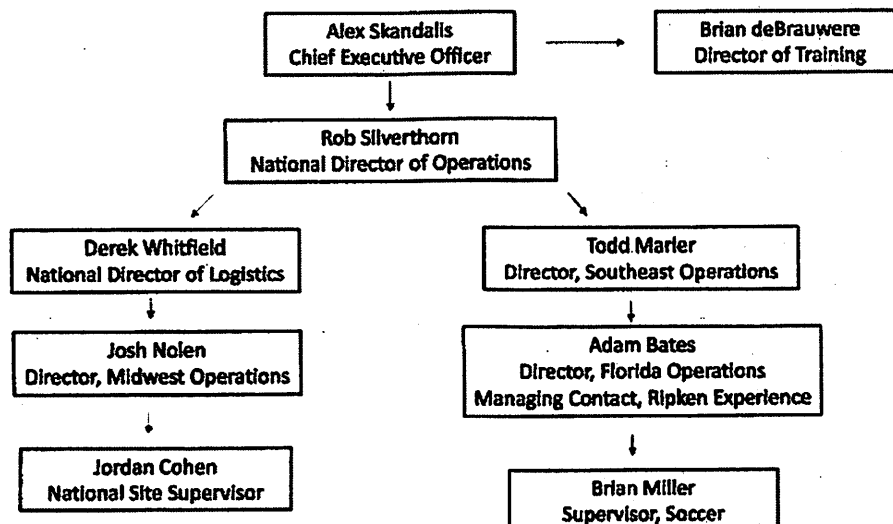 Alex Skandalis
Chief Executive Officer
Brian deBrauwere
Director of Training
Rob Silverthorn
National Director of Operations
Derek Whitfield
National Director of Logistics
Todd Marler
Director, Southeast Operations
Josh Nolen
Director, Midwest Operations
Adam Bates
Director, Florida Operations
Managing Contact, Ripken Experience
Jordan Cohen
National Site Supervisor
Brian Miller
Supervisor, Soccer